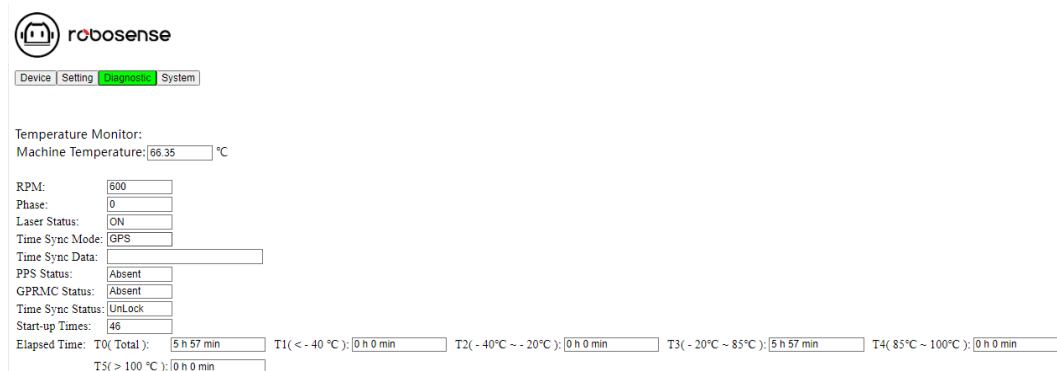 robosense
Device Setting Diagnostic System
Temperature Monitor:
Machine Temperature: 66.35 ℃
RPM: 600
Phase: 0
Laser Status: ON
Time Sync Mode: GPS
Time Sync Data:
PPS Status: Absent
GPRMC Status: Absent
Time Sync Status: UnLock
Start-up Times: 46
Elapsed Time: T0( Total ): 5 h 57 min T1( < - 40 ℃ ): 0 h 0 min T2( - 40℃ ~ - 20℃ ): 0 h 0 min T3( - 20℃ ~ 85℃ ): 5 h 57 min T4( 85℃ ~ 100℃ ): 0 h 0 min
T5( > 100 ℃ ): 0 h 0 min